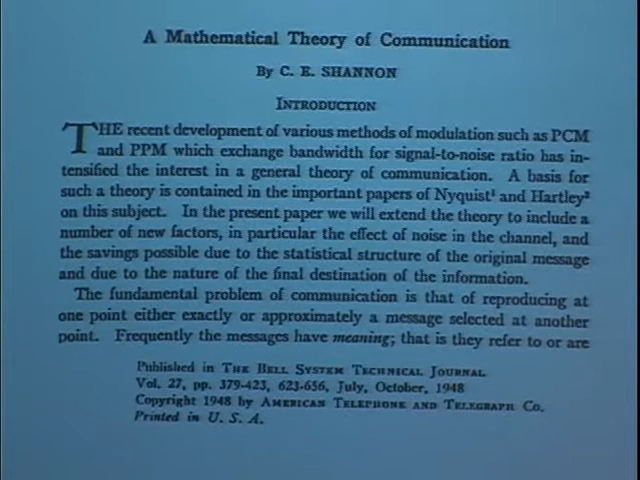 A Mathematical Theory of Communication
By C. E. SHANNON
INTRODUCTION
THE recent development of various methods of modulation such as PCM
and PPM which exchange bandwidth for signal-to-noise ratio has in-
tensified the interest in a general theory of communication. A basis for
such a theory is contained in the important papers of Nyquist¹ and Hartley²
on this subject. In the present paper we will extend the theory to include a
number of new factors, in particular the effect of noise in the channel, and
the savings possible due to the statistical structure of the original message
and due to the nature of the final destination of the information.
The fundamental problem of communication is that of reproducing at
one point either exactly or approximately a message selected at another
point. Frequently the messages have meaning; that is they refer to or are
Published in THE BELL SYSTEM TECHNICAL JOURNAL
Vol. 27, pp. 379-423, 623-656, July, October, 1948
Copyright 1948 by AMERICAN TELEPHONE AND TELEGRAPH CO.
Printed in U. S. A.